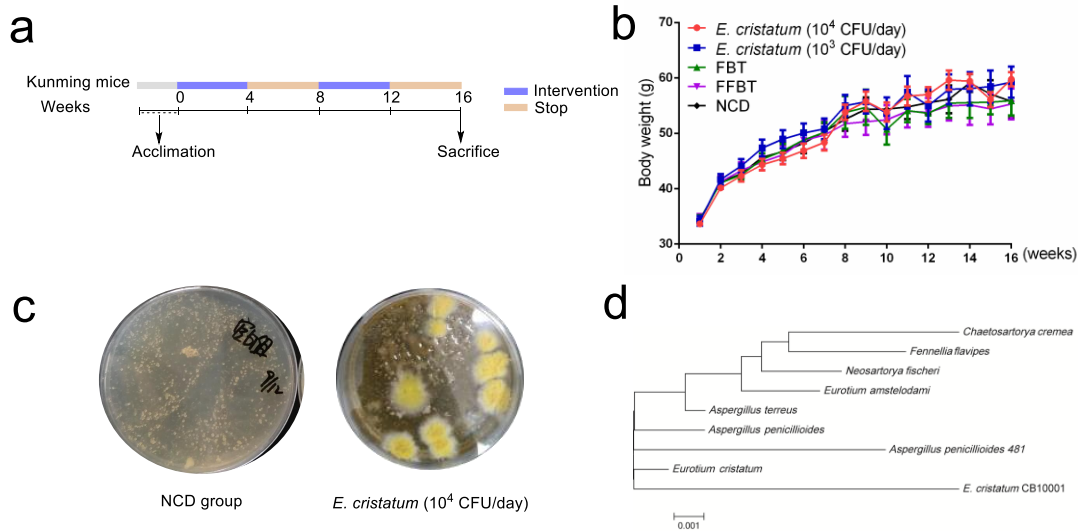 a
Kunming mice
Weeks
0
4
8
12
16
Acclimation
Sacrifice
Intervention
Stop
b
Body weight (g)
70
60
50
40
30
0
2
4
6
8
10
12
14
16
(weeks)
E. cristatum (10⁴ CFU/day)
E. cristatum (10³ CFU/day)
FBT
FFBT
NCD
c
9/12
NCD group
E. cristatum (10⁴ CFU/day)
d
Chaetosartorya cremea
Fennellia flavipes
Neosartorya fischeri
Eurotium amstelodami
Aspergillus terreus
Aspergillus penicillioides
Aspergillus penicillioides 481
Eurotium cristatum
E. cristatum CB10001
0.001